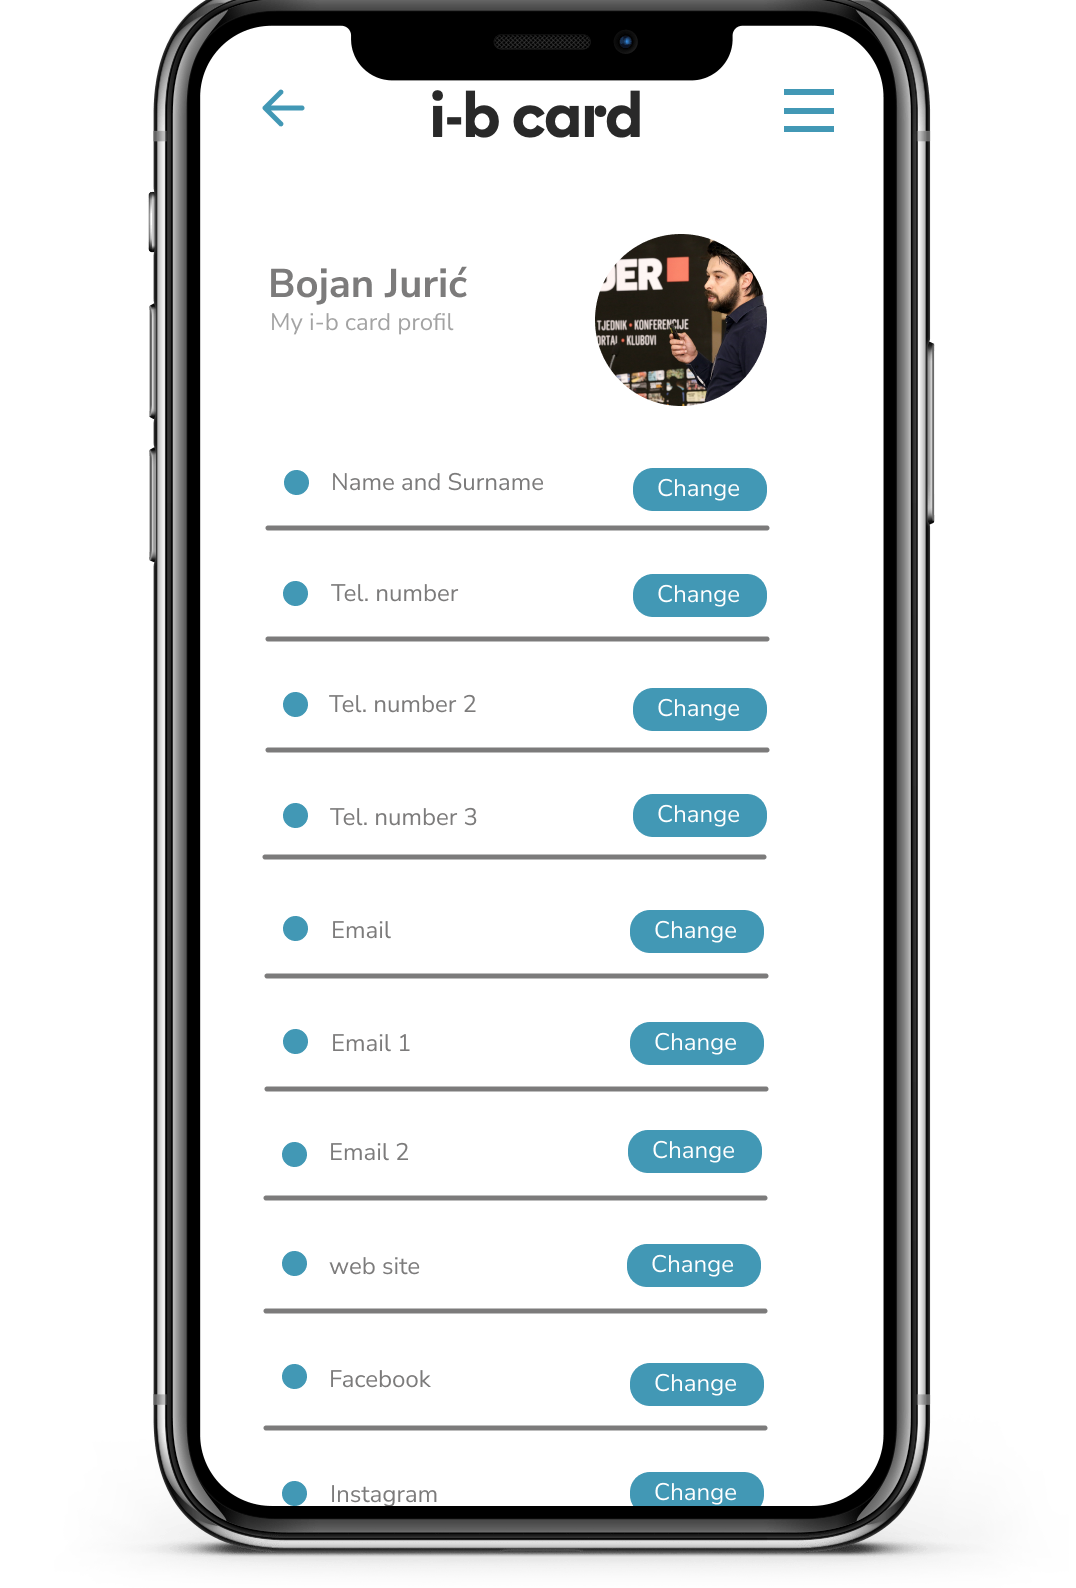 i-b card
Bojan Jurić
My i-b card profil
TJEDNIK • KONFERENCIJE
• KLUBOVI
Name and Surname
Change
Tel. number
Change
Tel. number 2
Change
Tel. number 3
Change
Email
Change
Email 1
Change
Email 2
Change
web site
Change
Facebook
Change
Instagram
Change